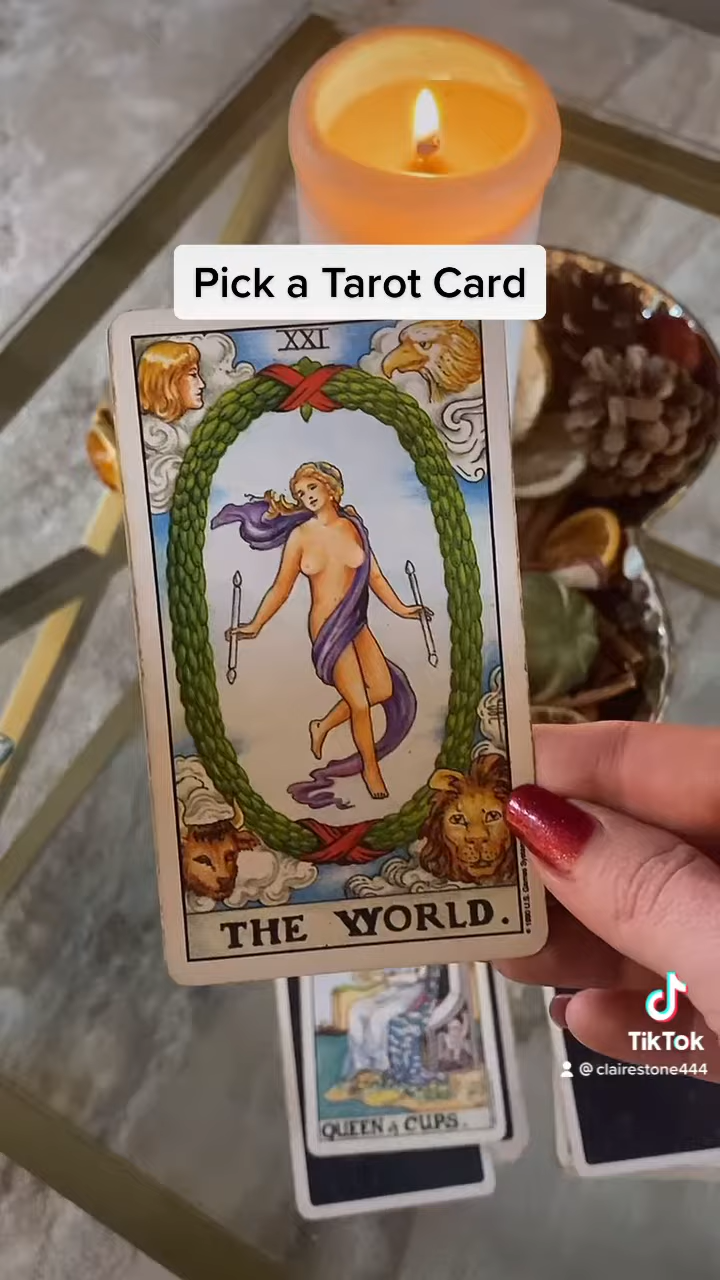 Pick a Tarot Card
XXI
THE WORLD.
QUEEN of CUPS.
TikTok
@clairestone444